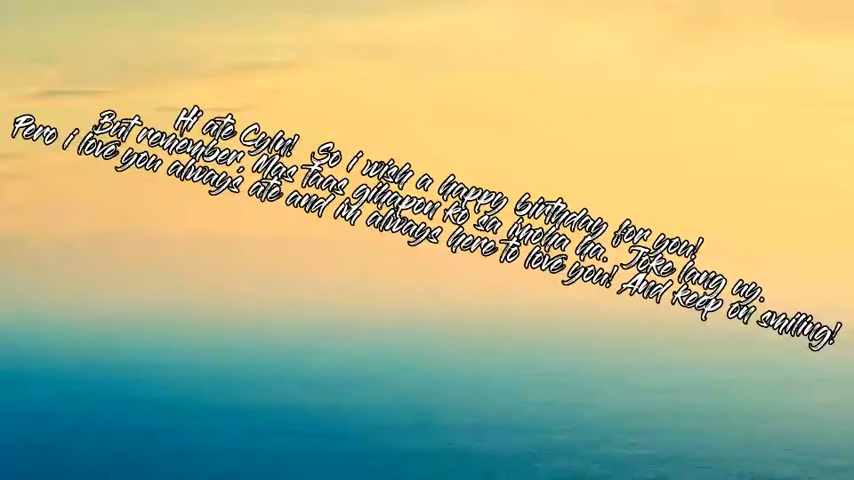 Hi ate Cylu! So i wish a happy birthday for you!
But remember, Mas taas gihapon ko sa imoha ha. Joke lang uy.
Pero i love you always ate and im always here to love you! And keep on smiling!